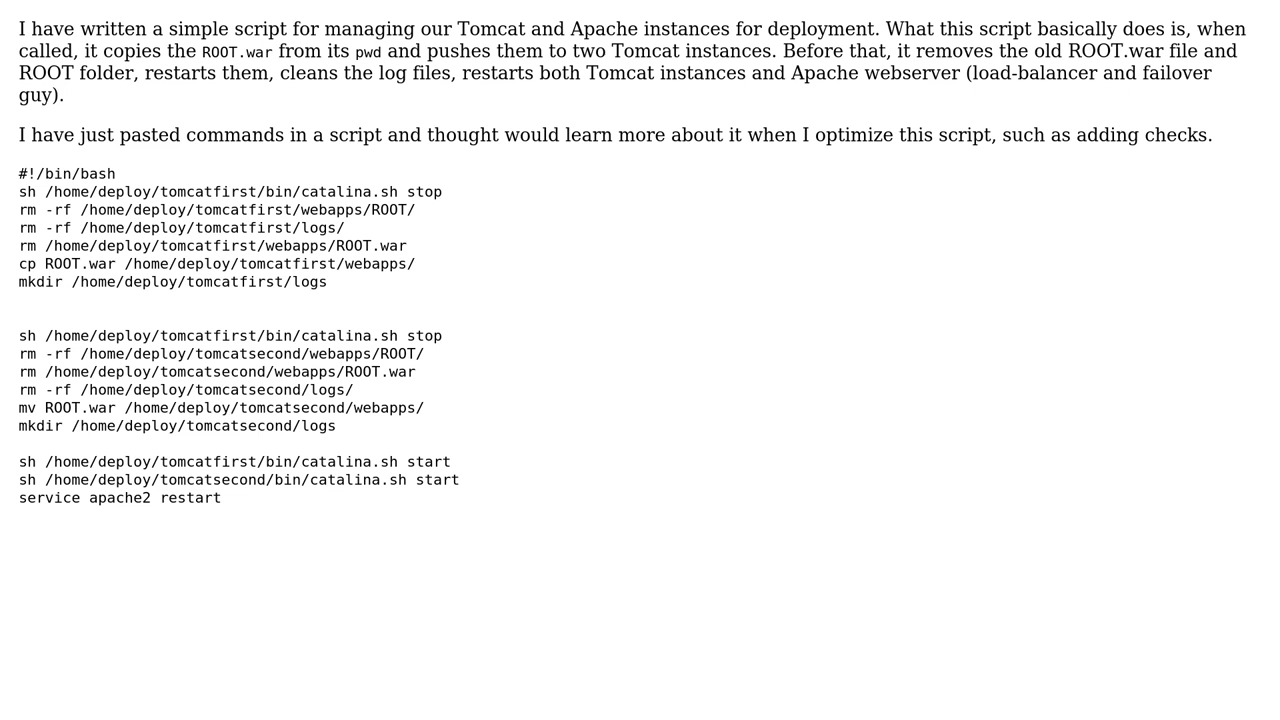 I have written a simple script for managing our Tomcat and Apache instances for deployment. What this script basically does is, when
called, it copies the ROOT.war from its pwd and pushes them to two Tomcat instances. Before that, it removes the old ROOT.war file and
ROOT folder, restarts them, cleans the log files, restarts both Tomcat instances and Apache webserver (load-balancer and failover
guy).
I have just pasted commands in a script and thought would learn more about it when I optimize this script, such as adding checks.
#!/bin/bash
sh /home/deploy/tomcatfirst/bin/catalina.sh stop
rm -rf /home/deploy/tomcatfirst/webapps/ROOT/
rm -rf /home/deploy/tomcatfirst/logs/
rm /home/deploy/tomcatfirst/webapps/ROOT.war
cp ROOT.war /home/deploy/tomcatfirst/webapps/
mkdir /home/deploy/tomcatfirst/logs
sh /home/deploy/tomcatfirst/bin/catalina.sh stop
rm -rf /home/deploy/tomcatsecond/webapps/ROOT/
rm /home/deploy/tomcatsecond/webapps/ROOT.war
rm -rf /home/deploy/tomcatsecond/logs/
mv ROOT.war /home/deploy/tomcatsecond/webapps/
mkdir /home/deploy/tomcatsecond/logs
sh /home/deploy/tomcatfirst/bin/catalina.sh start
sh /home/deploy/tomcatsecond/bin/catalina.sh start
service apache2 restart